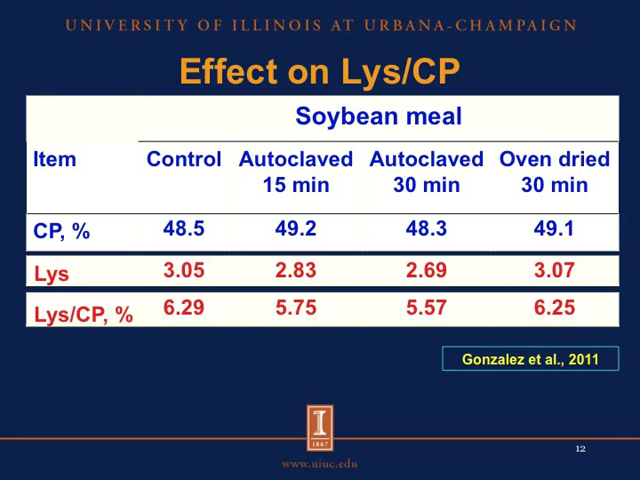 UNIVERSITY OF ILLINOIS AT URBANA-CHAMPAIGN
Effect on Lys/CP
Soybean meal
Item Control Autoclaved 15 min Autoclaved 30 min Oven dried 30 min
CP, % 48.5 49.2 48.3 49.1
Lys 3.05 2.83 2.69 3.07
Lys/CP, % 6.29 5.75 5.57 6.25
Gonzalez et al., 2011
I
1867
12
www.uiuc.edu